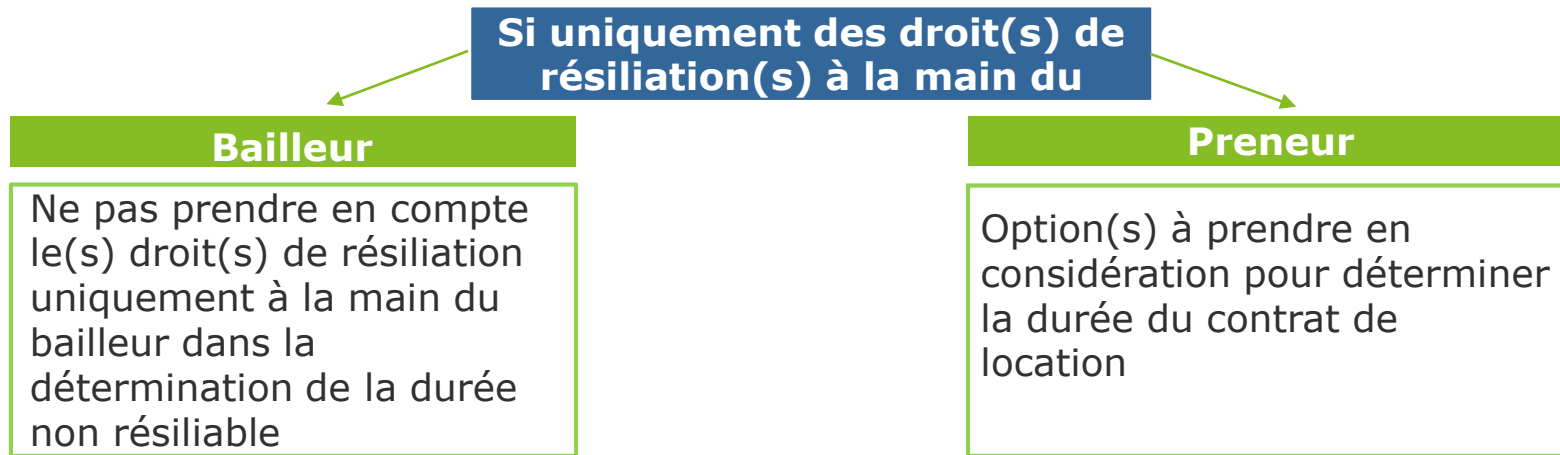 Si uniquement des droit(s) de
résiliation(s) à la main du
Bailleur
Ne pas prendre en compte
le(s) droit(s) de résiliation
uniquement à la main du
bailleur dans la
détermination de la durée
non résiliable
Preneur
Option(s) à prendre en
considération pour déterminer
la durée du contrat de
location